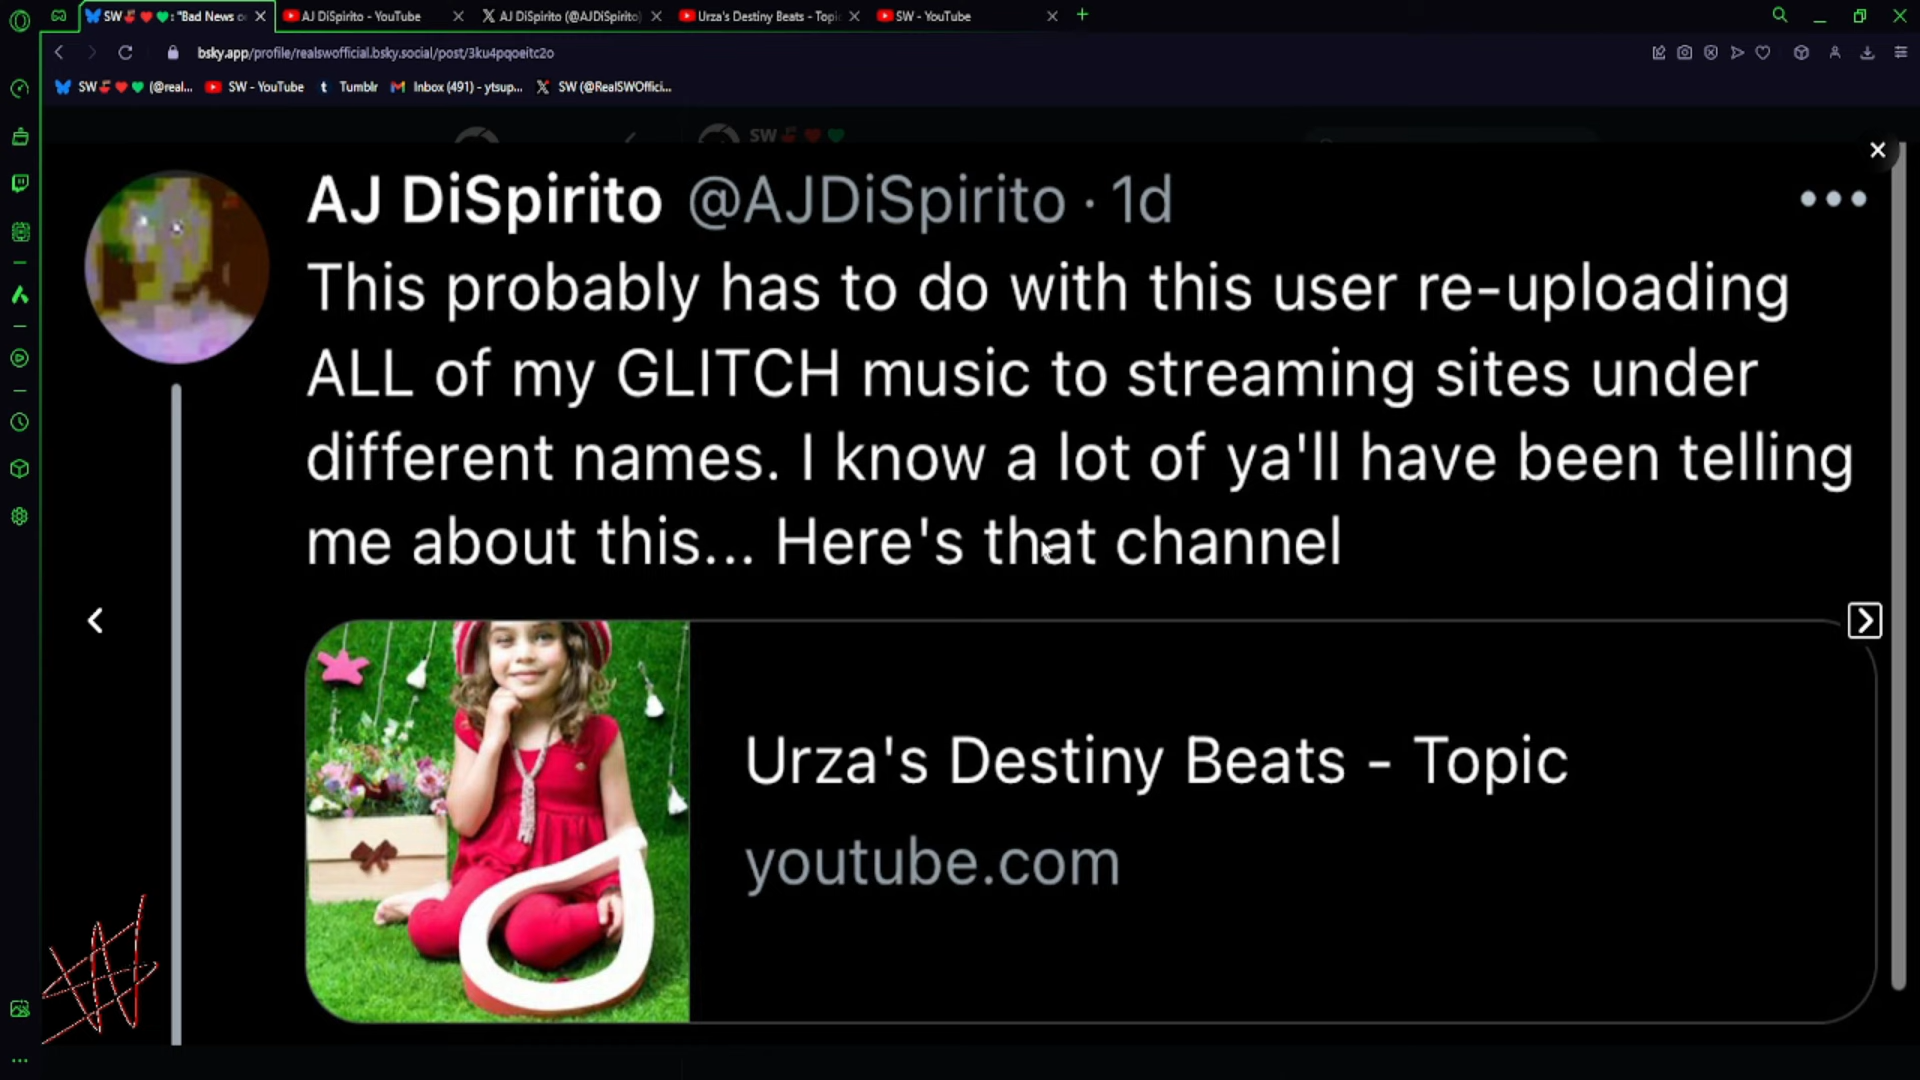 SW : "Bad News o
AJ DiSpirito - YouTube
AJ DiSpirito (@AJDiSpirito)
Urza's Destiny Beats - Topi
SW - YouTube
bsky.app/profile/realswofficial.bsky.social/post/3ku4pqoeitc2o
SW (@real...
SW - YouTube
Tumblr
Inbox (491) - ytsup...
SW (@RealSWOffici...
SW
AJ DiSpirito @AJDiSpirito · 1d
This probably has to do with this user re-uploading
ALL of my GLITCH music to streaming sites under
different names. I know a lot of ya'll have been telling
me about this... Here's that channel
Urza's Destiny Beats - Topic
youtube.com